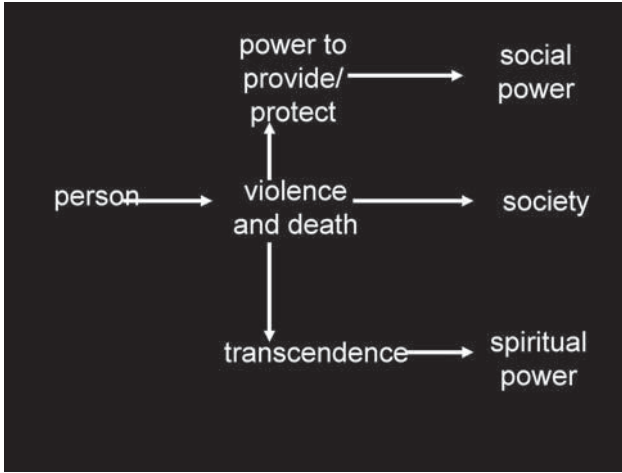 power to
provide/
protect
social
power
person
violence
and death
society
transcendence
spiritual
power